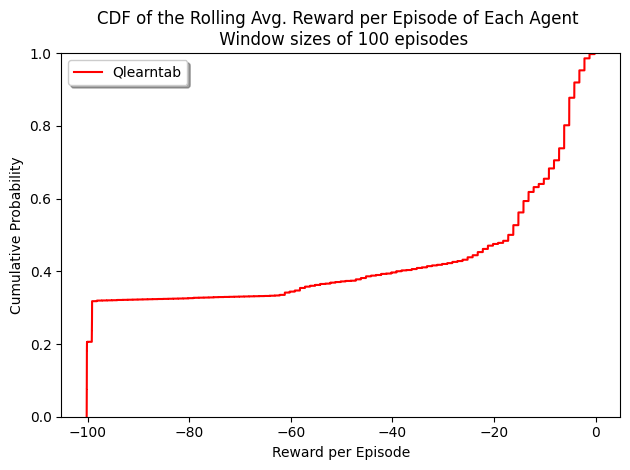 CDF of the Rolling Avg. Reward per Episode of Each Agent
Window sizes of 100 episodes
Qlearntab
1.0
0.8
0.6
0.4
0.2
0.0
Cumulative Probability
−100
−80
−60
−40
−20
0
Reward per Episode